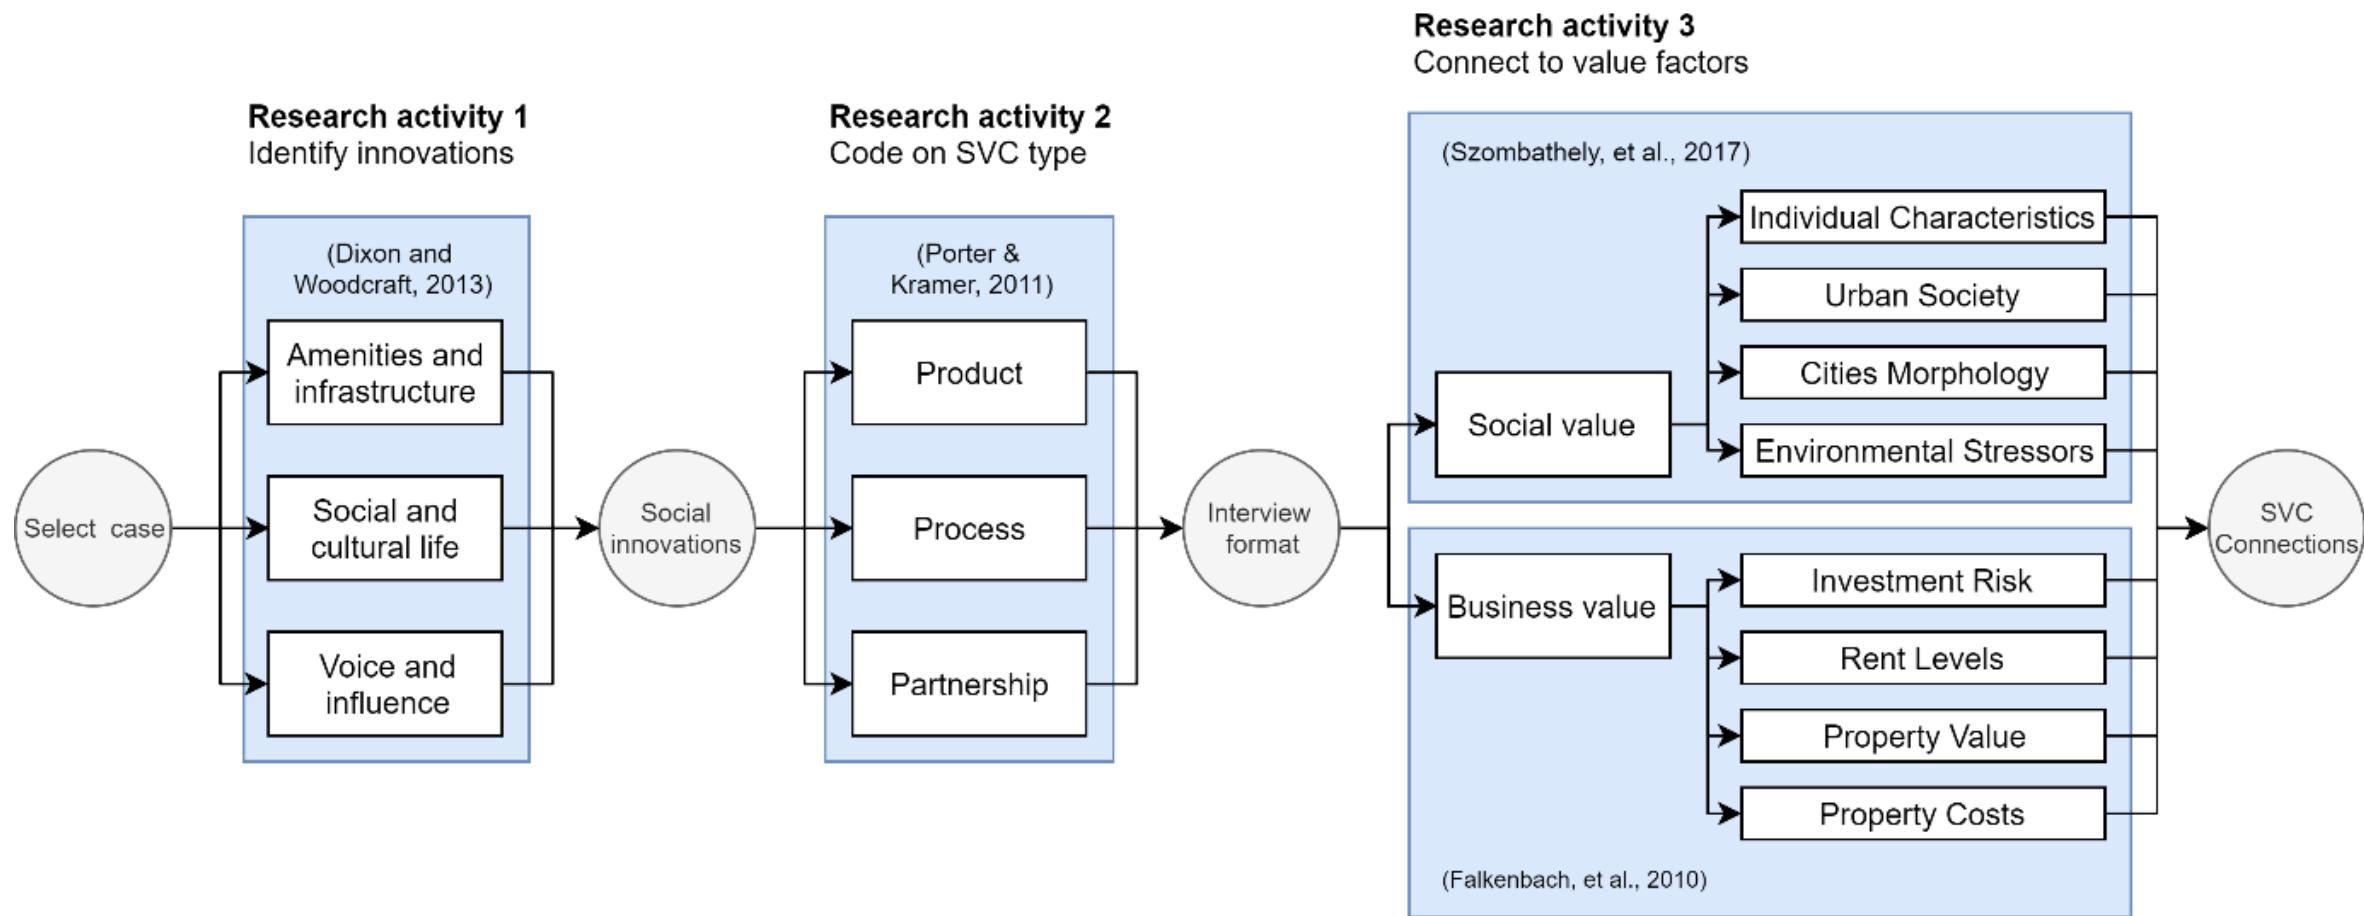 Research activity 1
Identify innovations
(Dixon and
Woodcraft, 2013)
Select case
Amenities and
infrastructure
Social and
cultural life
Voice and
influence
Social
innovations
Research activity 2
Code on SVC type
(Porter &
Kramer, 2011)
Product
Process
Partnership
Interview
format
Research activity 3
Connect to value factors
(Szombathely, et al., 2017)
Social value
Individual Characteristics
Urban Society
Cities Morphology
Environmental Stressors
Business value
Investment Risk
Rent Levels
Property Value
Property Costs
(Falkenbach, et al., 2010)
SVC
Connections